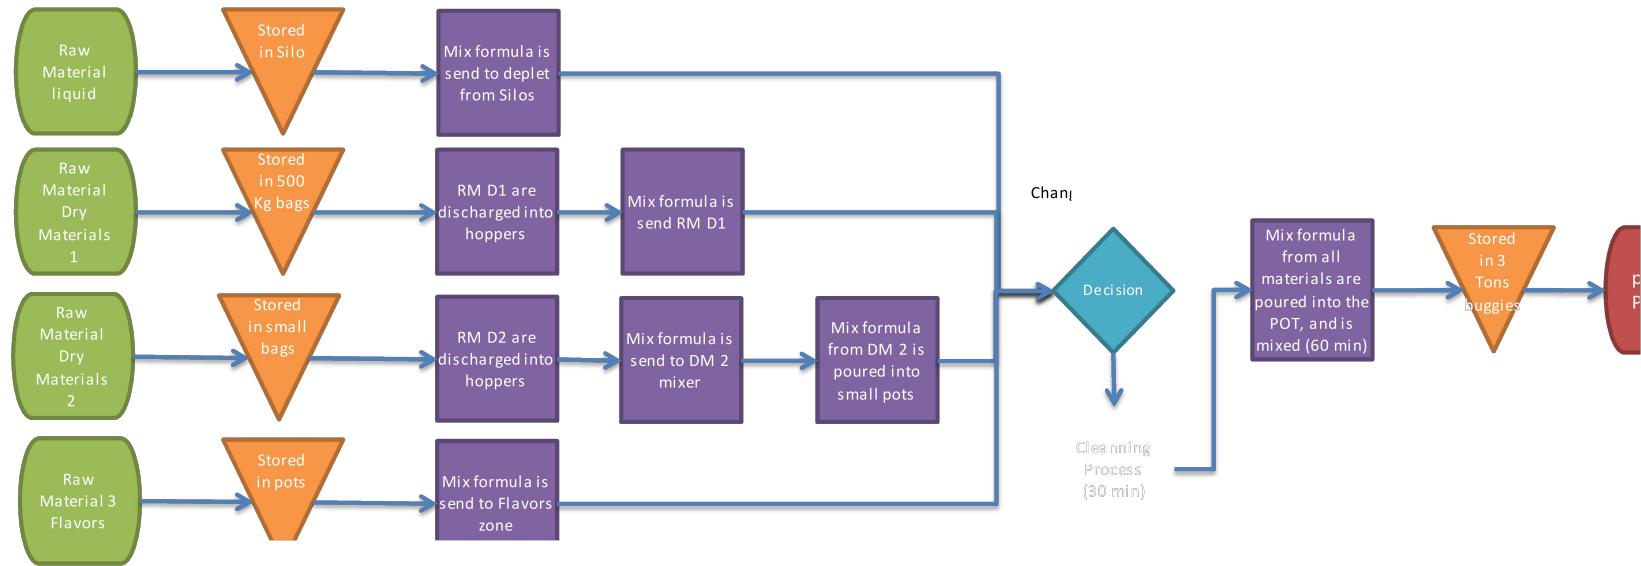 Raw
Material
liquid
Stored
in Silo
Mix formula is
send to deplet
from Silos
Raw
Material
Dry
Materials
1
Stored
in 500
Kg bags
RM D1 are
discharged into
hoppers
Mix formula is
send RM D1
Raw
Material
Dry
Materials
2
Stored
in small
bags
RM D2 are
discharged into
hoppers
Mix formula is
send to DM 2
mixer
Mix formula
from DM 2 is
poured into
small pots
Raw
Material 3
Flavors
Stored
in pots
Mix formula is
send to Flavors
zone
Decision
Cleanning
Process
(30 min)
Mix formula
from all
materials are
poured into the
POT, and is
mixed (60 min)
Stored
in 3
Tons
buggies